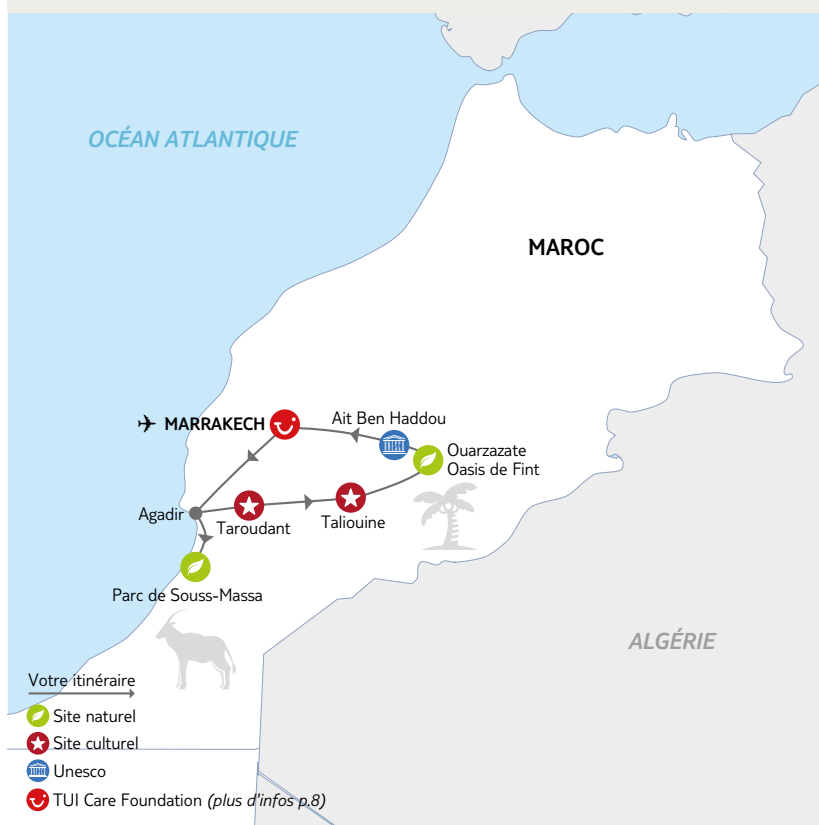 OCÉAN ATLANTIQUE
MAROC
MARRAKECH
Ait Ben Haddou
Ouarzazate
Oasis de Fint
Agadir
Taroudant
Taliouine
Parc de Souss-Massa
ALGÉRIE
Votre itinéraire
Site naturel
Site culturel
Unesco
TUI Care Foundation (plus d'infos p.8)